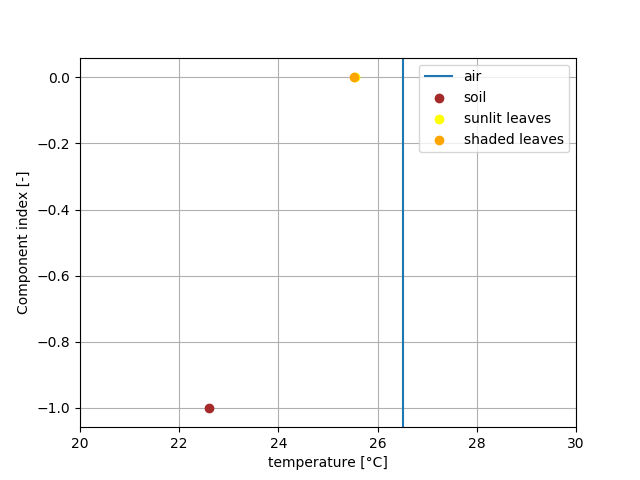 0.0
−0.2
−0.4
−0.6
−0.8
−1.0
Component index [-]
air
soil
sunlit leaves
shaded leaves
20 22 24 26 28 30
temperature [°C]